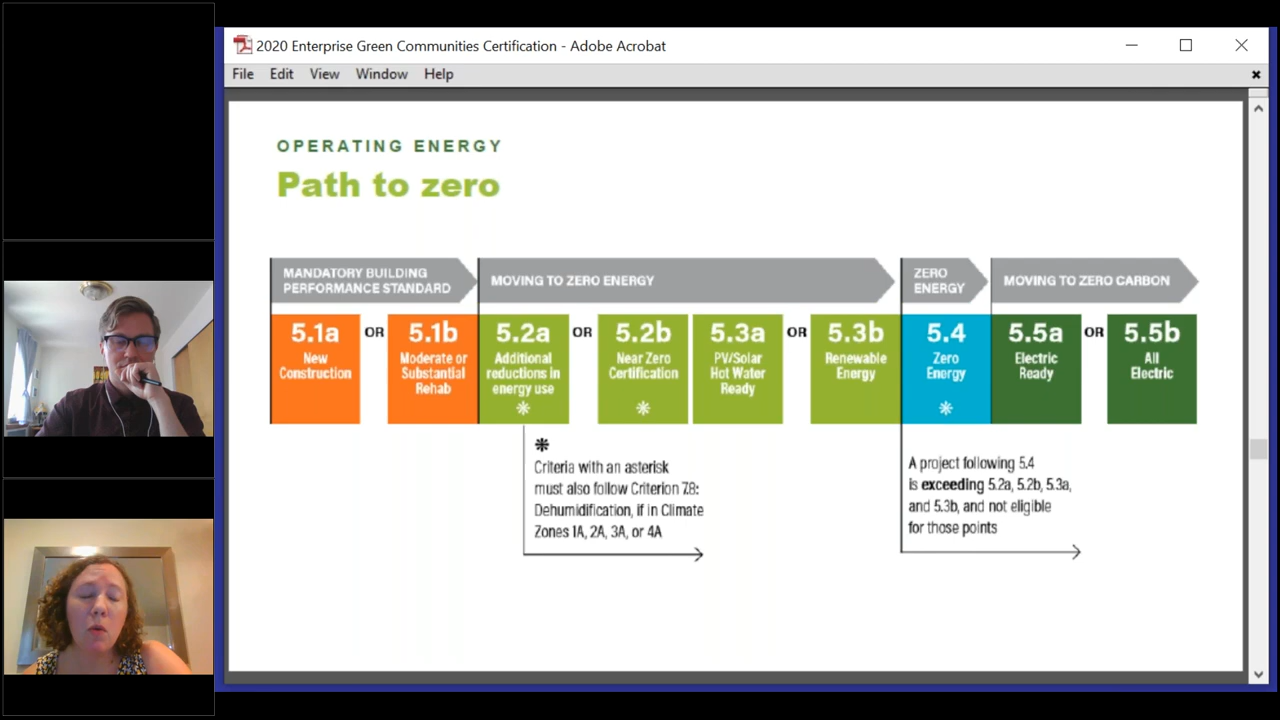 2020 Enterprise Green Communities Certification - Adobe Acrobat
File Edit View Window Help
OPERATING ENERGY
Path to zero
MANDATORY BUILDING
PERFORMANCE STANDARD
MOVING TO ZERO ENERGY
ZERO
ENERGY
MOVING TO ZERO CARBON
5.1a
New
Construction
OR
5.1b
Moderate or
Substantial
Rehab
5.2a
Additional
reductions in
energy use
*
OR
5.2b
Near Zero
Certification
*
5.3a
PV/Solar
Hot Water
Ready
OR
5.3b
Renewable
Energy
5.4
Zero
Energy
*
5.5a
Electric
Ready
OR
5.5b
All
Electric
*
Criteria with an asterisk
must also follow Criterion 7.8:
Dehumidification, if in Climate
Zones 1A, 2A, 3A, or 4A
A project following 5.4
is exceeding 5.2a, 5.2b, 5.3a,
and 5.3b, and not eligible
for those points